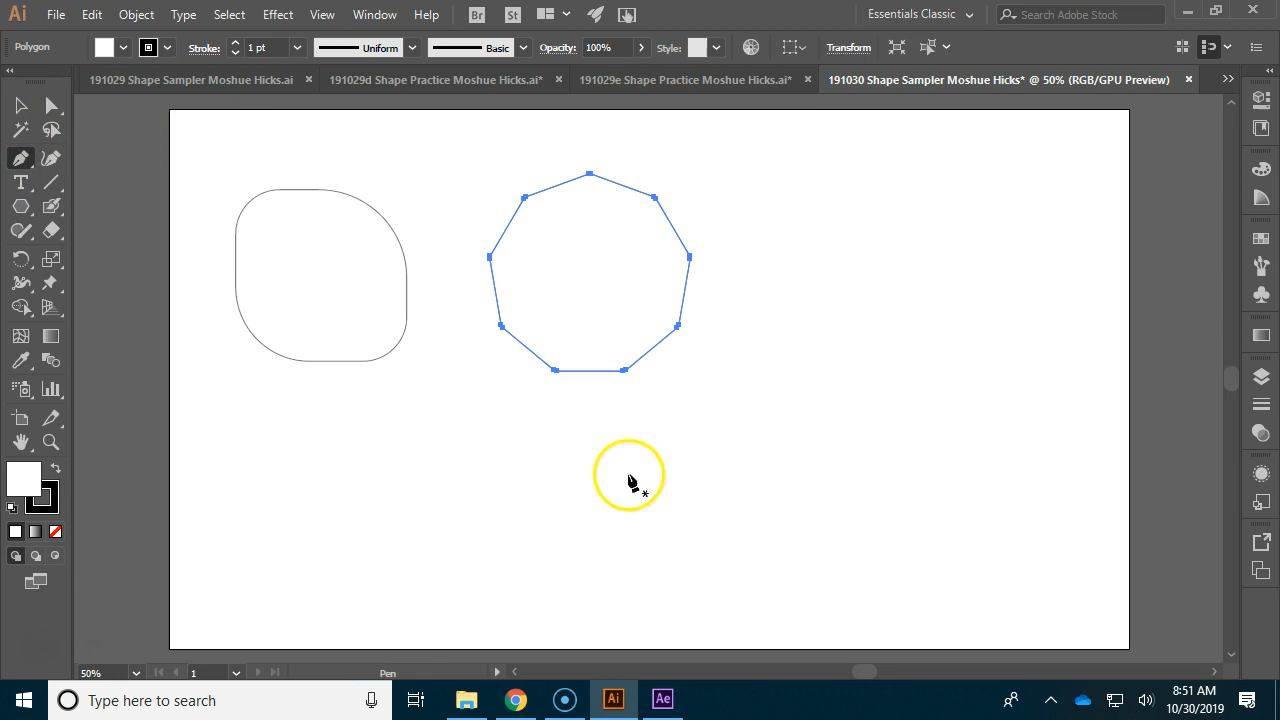 Ai File Edit Object Type Select Effect View Window Help Br St Essentials Classic Search Adobe Stock
Polygon Stroke: 1 pt Uniform Basic Opacity: 100% Style: Transform
191029 Shape Sampler Moshue Hicks.ai × 191029d Shape Practice Moshue Hicks.ai* × 191029e Shape Practice Moshue Hicks.ai* × 191030 Shape Sampler Moshue Hicks* @ 50% (RGB/GPU Preview) ×
T
50% 1 Pen
Type here to search Ai Ae 8:51 AM
10/30/2019